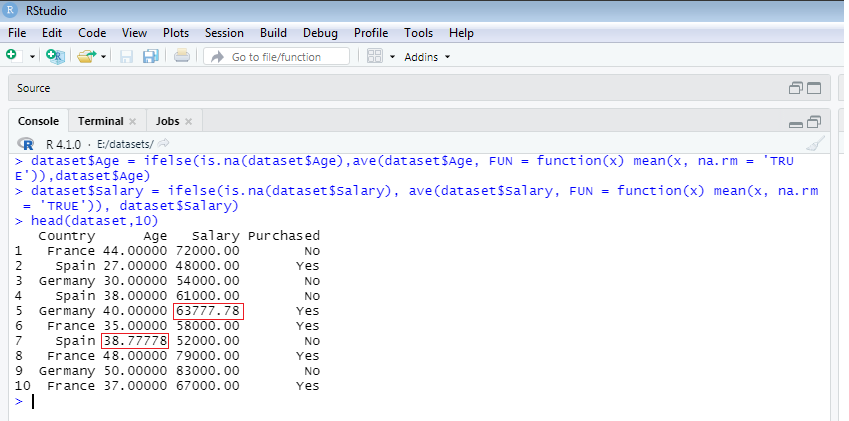 RStudio
File Edit Code View Plots Session Build Debug Profile Tools Help
Go to file/function Addins
Source
Console Terminal Jobs
R 4.1.0 · E:/datasets/
> dataset$Age = ifelse(is.na(dataset$Age),ave(dataset$Age, FUN = function(x) mean(x, na.rm = 'TRU
E')),dataset$Age)
> dataset$Salary = ifelse(is.na(dataset$Salary), ave(dataset$Salary, FUN = function(x) mean(x, na.rm
= 'TRUE')), dataset$Salary)
> head(dataset,10)
Country Age Salary Purchased
1 France 44.00000 72000.00 No
2 Spain 27.00000 48000.00 Yes
3 Germany 30.00000 54000.00 No
4 Spain 38.00000 61000.00 No
5 Germany 40.00000 63777.78 Yes
6 France 35.00000 58000.00 Yes
7 Spain 38.77778 52000.00 No
8 France 48.00000 79000.00 Yes
9 Germany 50.00000 83000.00 No
10 France 37.00000 67000.00 Yes
>